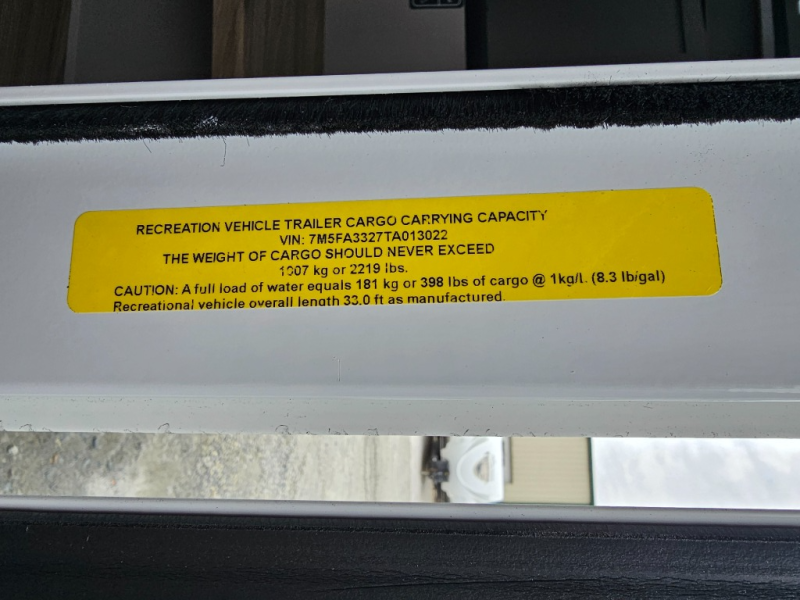 RECREATION VEHICLE TRAILER CARGO CARRYING CAPACITY
VIN: 7M5FA3327TA013022
THE WEIGHT OF CARGO SHOULD NEVER EXCEED
1007 kg or 2219 lbs.
CAUTION: A full load of water equals 181 kg or 398 lbs of cargo @ 1kg/L (8.3 lb/gal)
Recreational vehicle overall length 33.0 ft as manufactured.